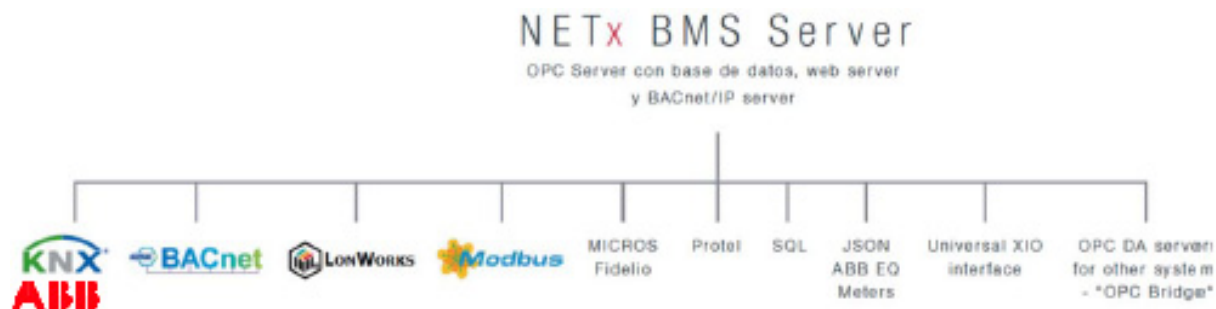 NETx BMS Server
OPC Server con base de datos, web server
y BACnet/IP server
KNX
ABB
BACnet
LONWORKS
Modbus
MICROS
Fidelio
Protel
SQL
JSON
ABB EQ
Meters
Universal XIO
interface
OPC DA server
for other system
- "OPC Bridge"